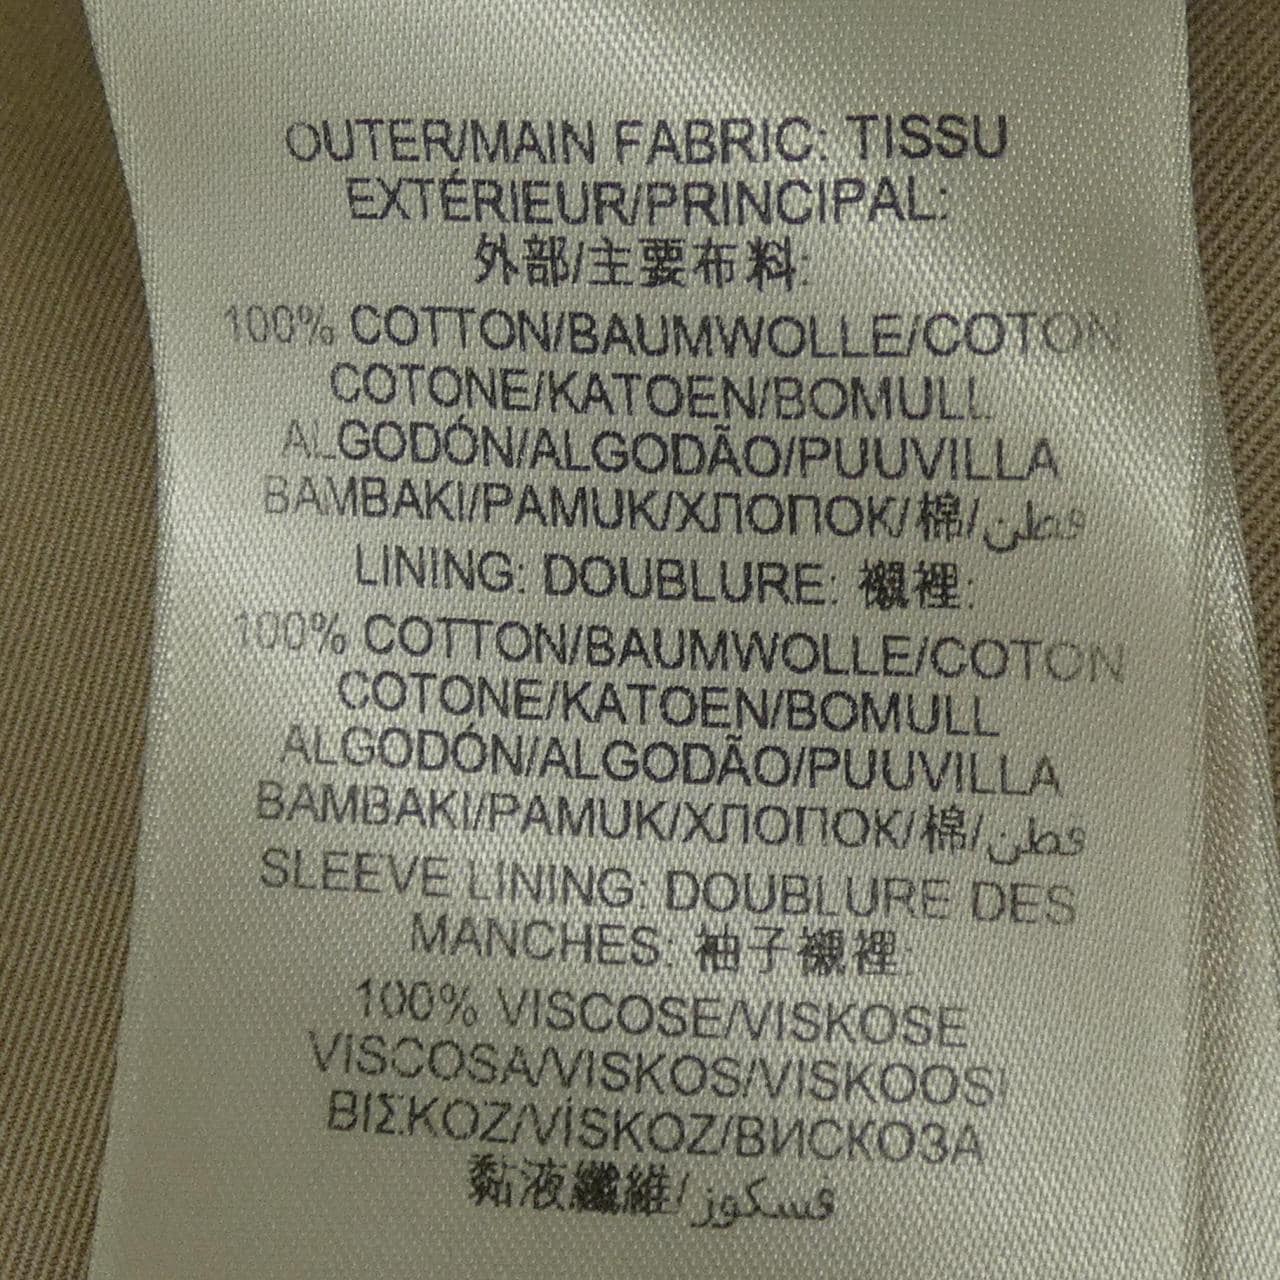 OUTER/MAIN FABRIC: TISSU
EXTÉRIEUR/PRINCIPAL:
外部/主要布料:
100% COTTON/BAUMWOLLE/COTON
COTONE/KATOEN/BOMULL
ALGODÓN/ALGODÃO/PUUVILLA
BAMBAKI/PAMUK/ХЛОПОК/棉/قطن
LINING: DOUBLURE: 襯裡:
100% COTTON/BAUMWOLLE/COTON
COTONE/KATOEN/BOMULL
ALGODÓN/ALGODÃO/PUUVILLA
BAMBAKI/PAMUK/ХЛОПОК/棉/قطن
SLEEVE LINING: DOUBLURE DES
MANCHES: 袖子襯裡:
100% VISCOSE/VISKOSE
VISCOSA/VISKOS/VISKOOSI
ΒΙΣΚΟΖ/VİSKOZ/ВИСКОЗА
黏液纖維/فسكوز